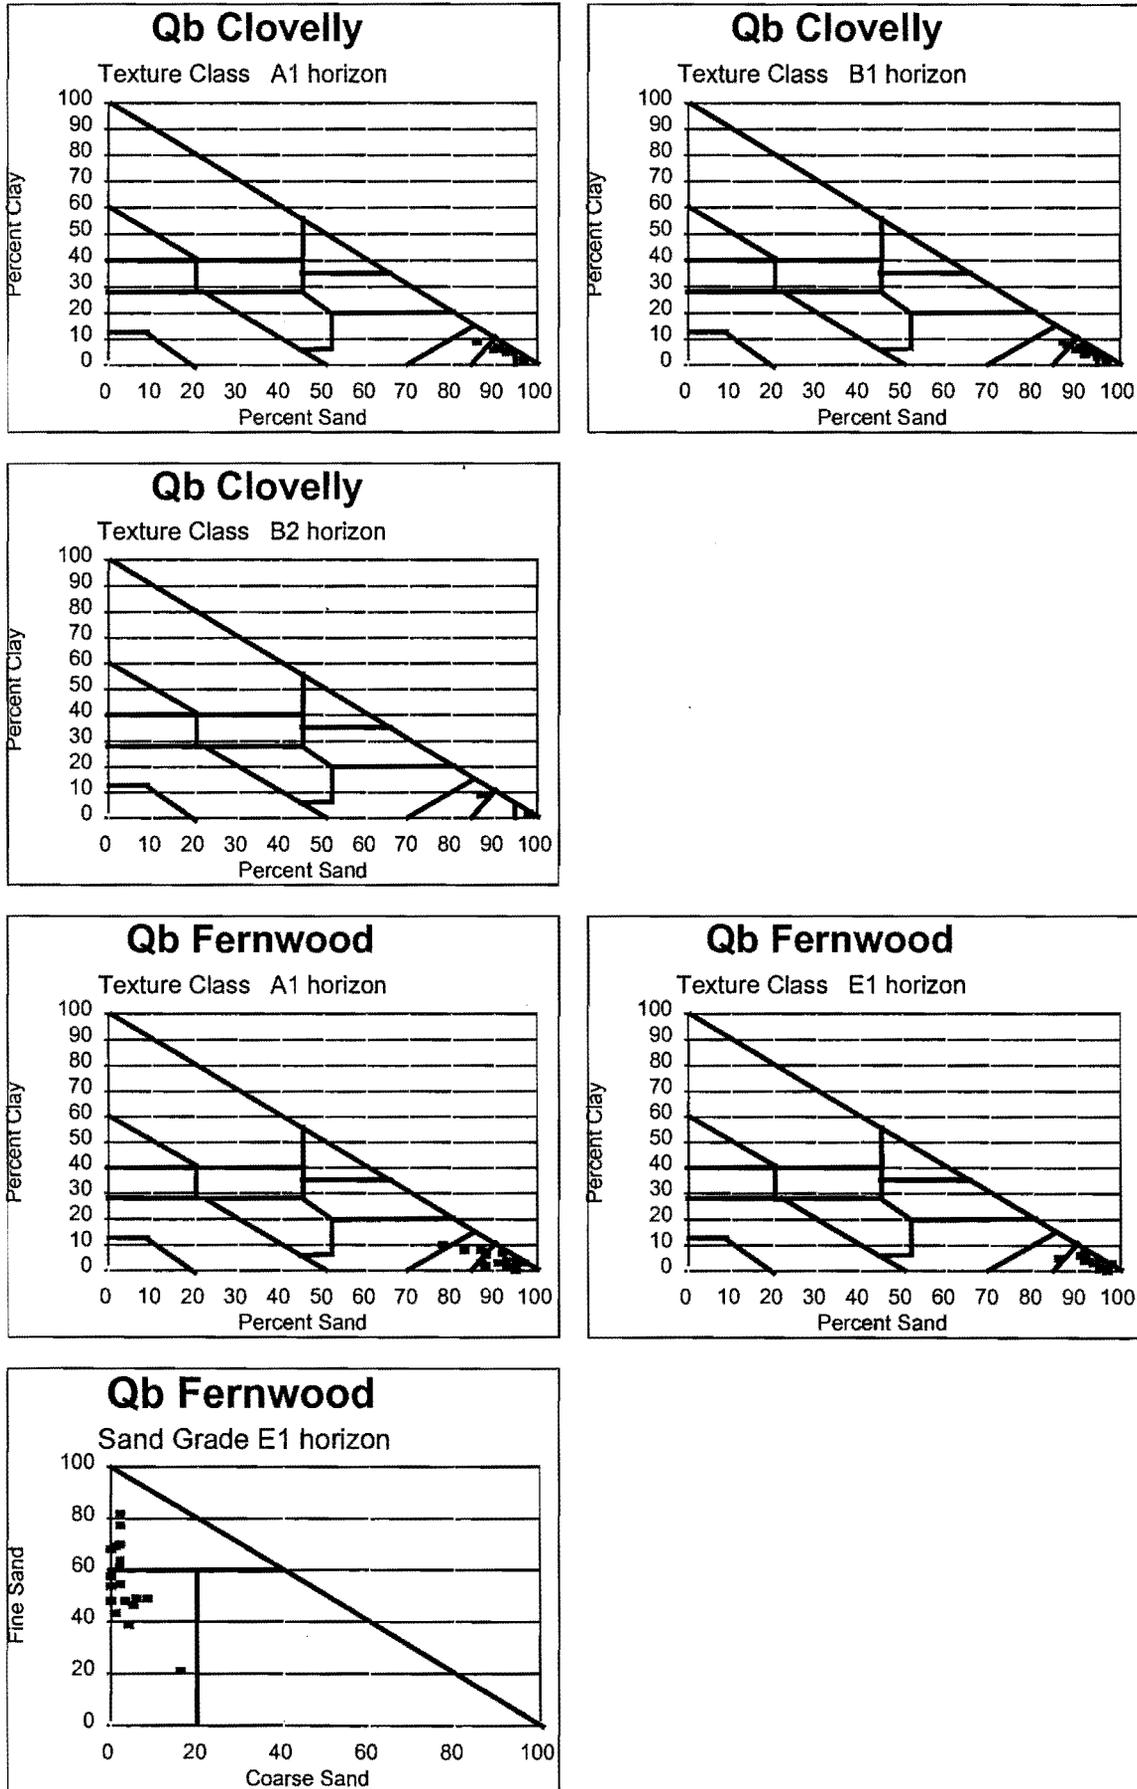 Qb Clovelly
Texture Class A1 horizon
Percent Clay
100
90
80
70
60
50
40
30
20
10
0
0 10 20 30 40 50 60 70 80 90 100
Percent Sand
Qb Clovelly
Texture Class B1 horizon
Percent Clay
100
90
80
70
60
50
40
30
20
10
0
0 10 20 30 40 50 60 70 80 90 100
Percent Sand
Qb Clovelly
Texture Class B2 horizon
Percent Clay
100
90
80
70
60
50
40
30
20
10
0
0 10 20 30 40 50 60 70 80 90 100
Percent Sand
Qb Fernwood
Texture Class A1 horizon
Percent Clay
100
90
80
70
60
50
40
30
20
10
0
0 10 20 30 40 50 60 70 80 90 100
Percent Sand
Qb Fernwood
Texture Class E1 horizon
Percent Clay
100
90
80
70
60
50
40
30
20
10
0
0 10 20 30 40 50 60 70 80 90 100
Percent Sand
Qb Fernwood
Sand Grade E1 horizon
Fine Sand
100
80
60
40
20
0
0 20 40 60 80 100
Coarse Sand